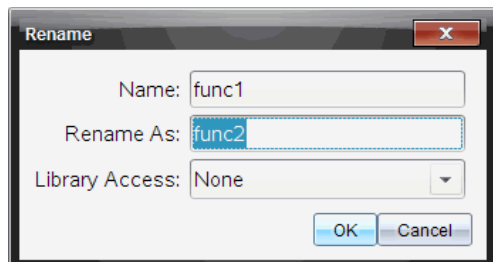 Rename
Name: func1
Rename As: func2
Library Access: None
OK Cancel